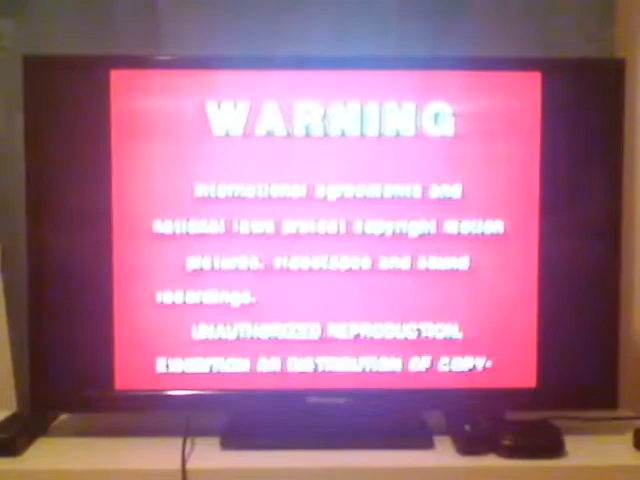 WARNING
International agreements and
national laws protect copyright motion
pictures, videotapes and sound
recordings.
UNAUTHORIZED REPRODUCTION,
EXHIBITION OR DISTRIBUTION OF COPY-